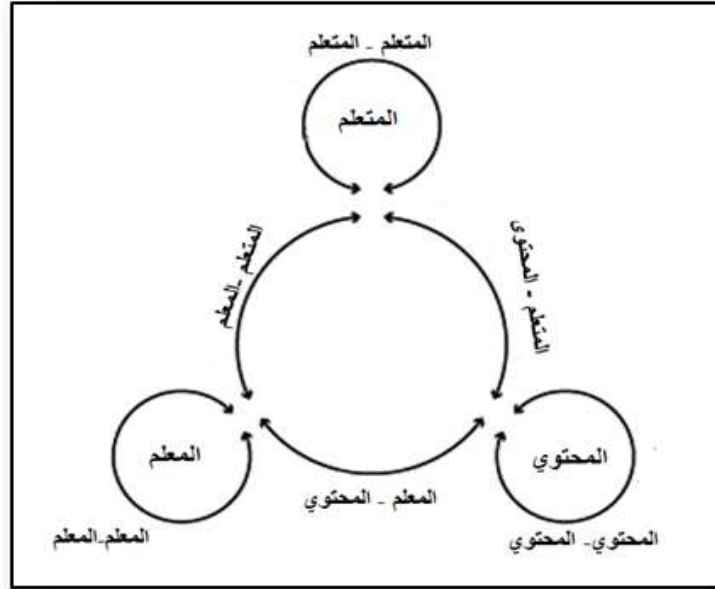 المتعلم - المتعلم
المتعلم
المتعلم -المعلم
المتعلم - المحتوى
المعلم
المحتوي
المعلم - المحتوي
المعلم-المعلم
المحتوي- المحتوي